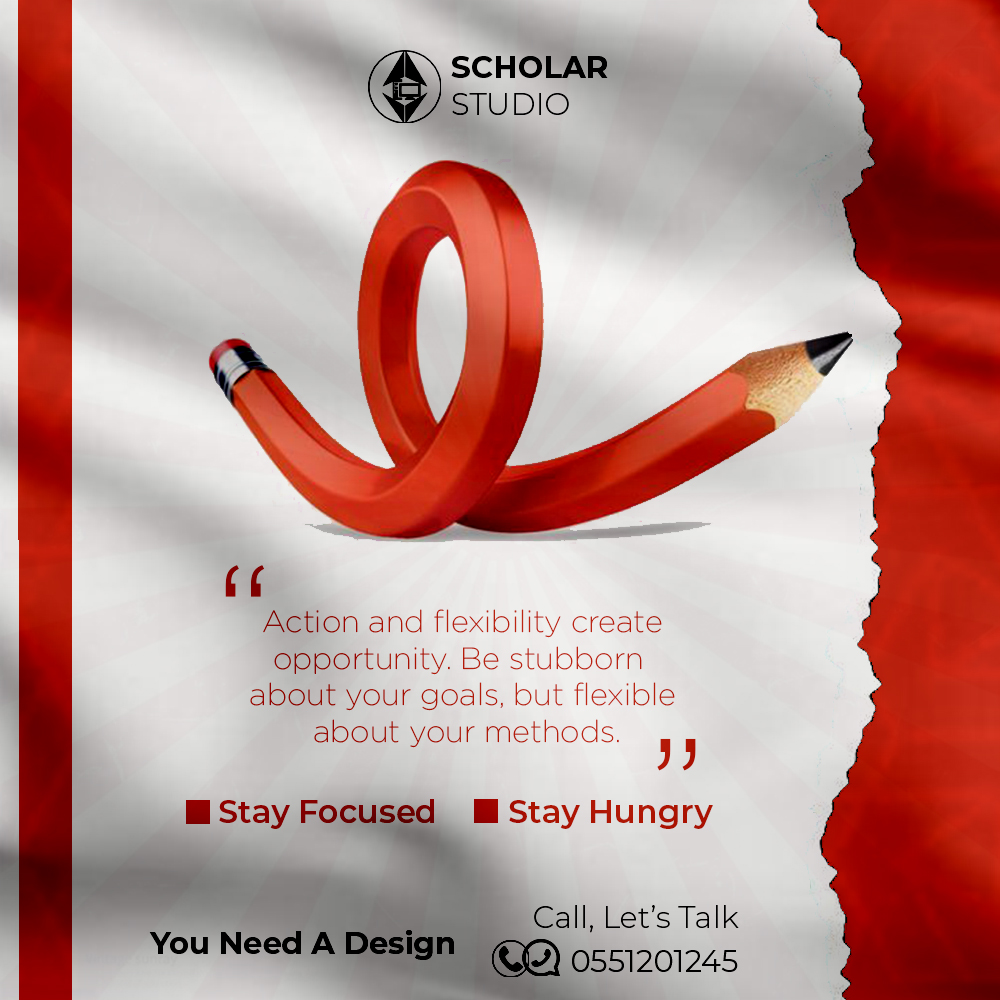 SCHOLAR
STUDIO
“Action and flexibility create
opportunity. Be stubborn
about your goals, but flexible
about your methods.”
Stay Focused
Stay Hungry
You Need A Design
Call, Let’s Talk
0551201245